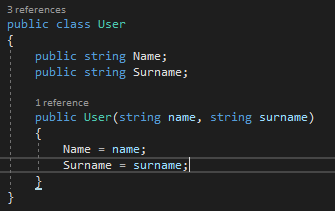 3 references
public class User
{
public string Name;
public string Surname;
1 reference
public User(string name, string surname)
{
Name = name;
Surname = surname;
}
}